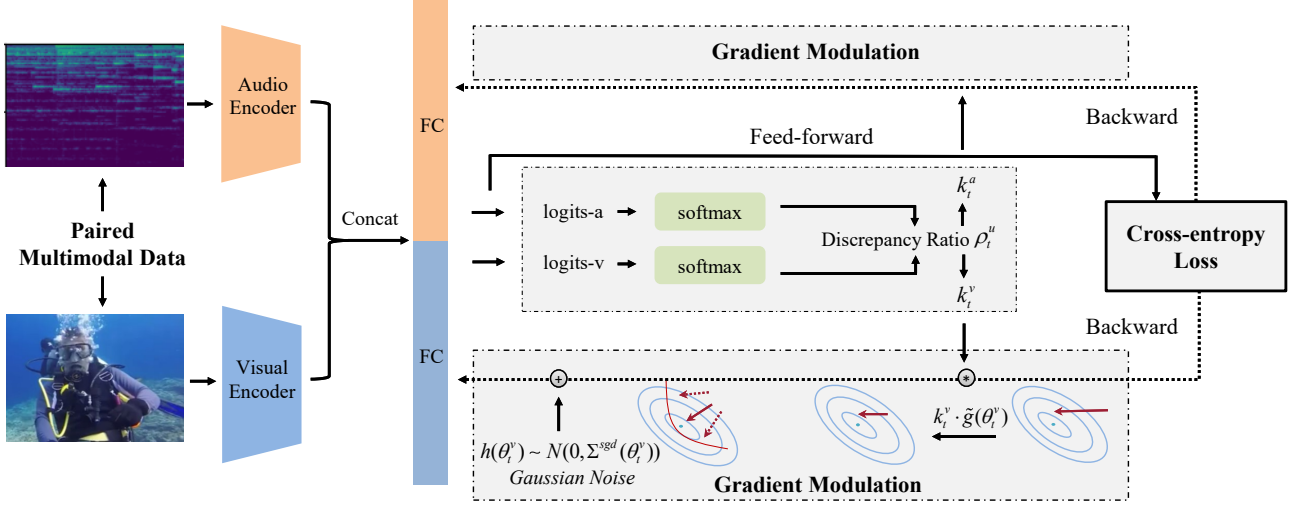 Gradient Modulation
Audio
Encoder
FC
Backward
Feed-forward
Concat
logits-a
softmax
k_t^a
Paired
Multimodal Data
Discrepancy Ratio ρ_t^u
Cross-entropy
Loss
logits-v
softmax
k_t^v
Visual
Encoder
FC
Backward
+
*
k_t^v · g̃(θ_t^v)
h(θ_t^v) ~ N(0, Σ^{sgd}(θ_t^v))
Gaussian Noise
Gradient Modulation